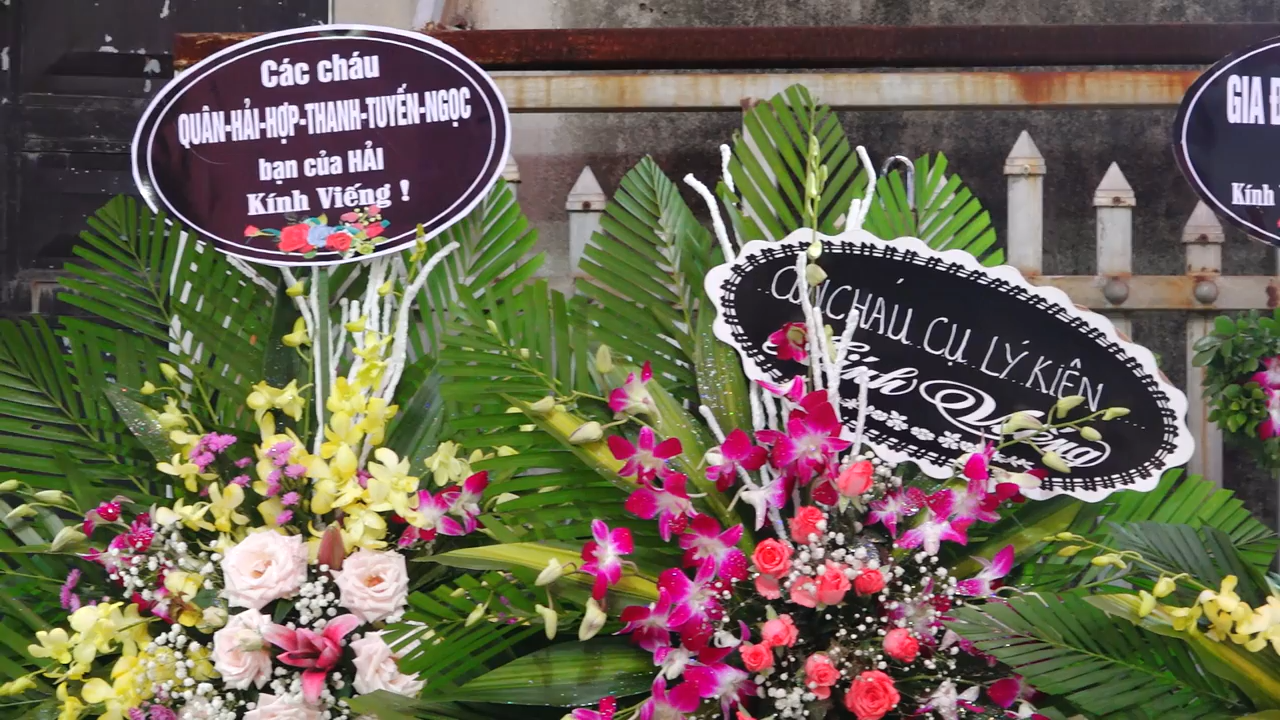 Các cháu
QUÂN-HẢI-HỢP-THANH-TUYẾN-NGỌC
bạn của HẢI
Kính Viếng !
CON CHÁU CỤ LÝ KIÊN
Kính Viếng
GIA
Kính